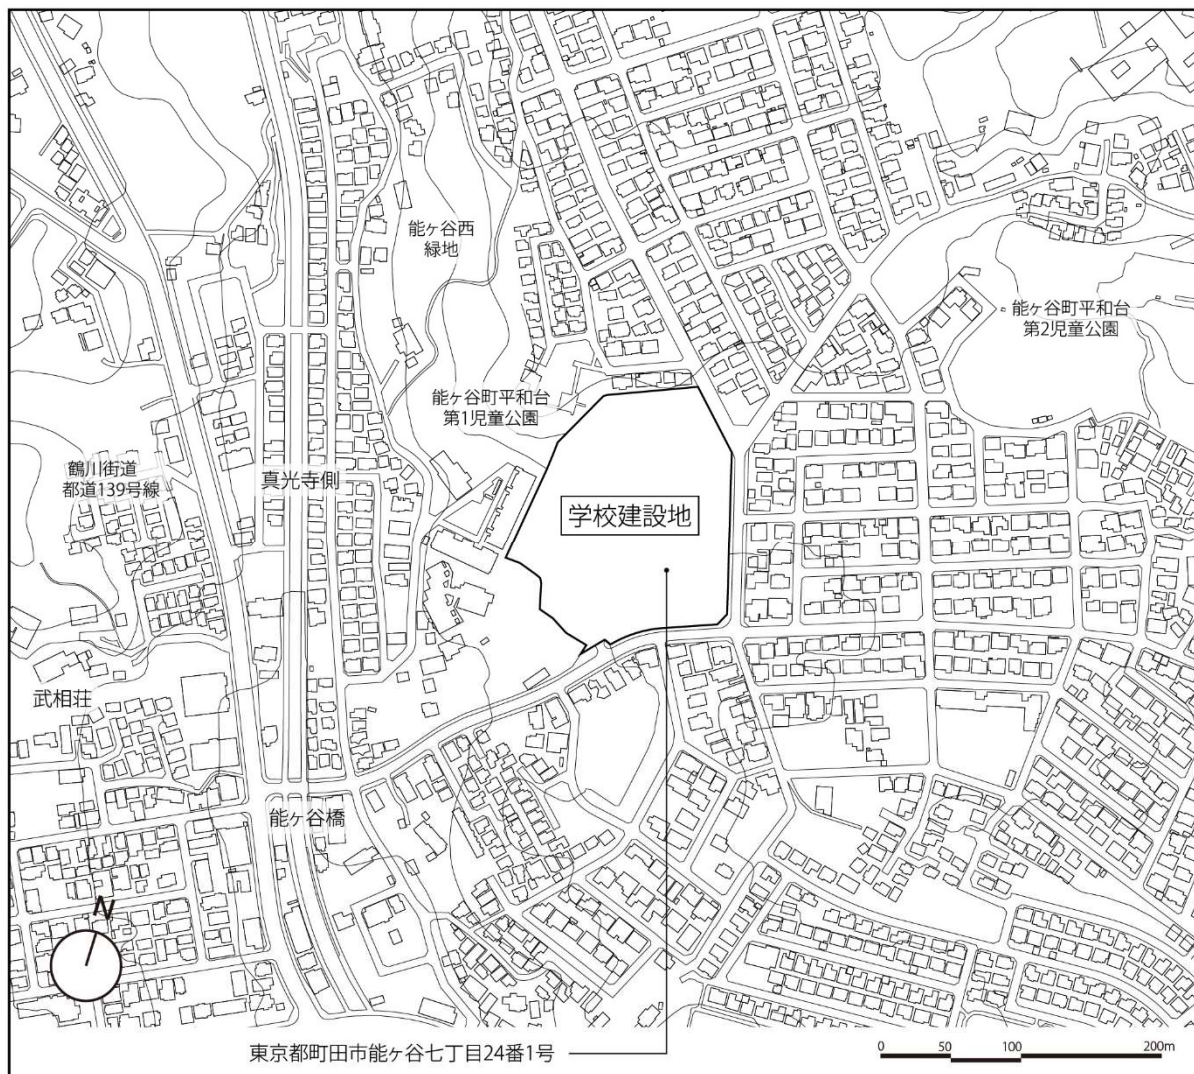 能ヶ谷西
緑地
能ヶ谷町平和台
第2児童公園
能ヶ谷町平和台
第1児童公園
鶴川街道
都道139号線
真光寺側
学校建設地
武相荘
能ヶ谷橋
N
東京都町田市能ヶ谷七丁目24番1号
0 50 100 200m